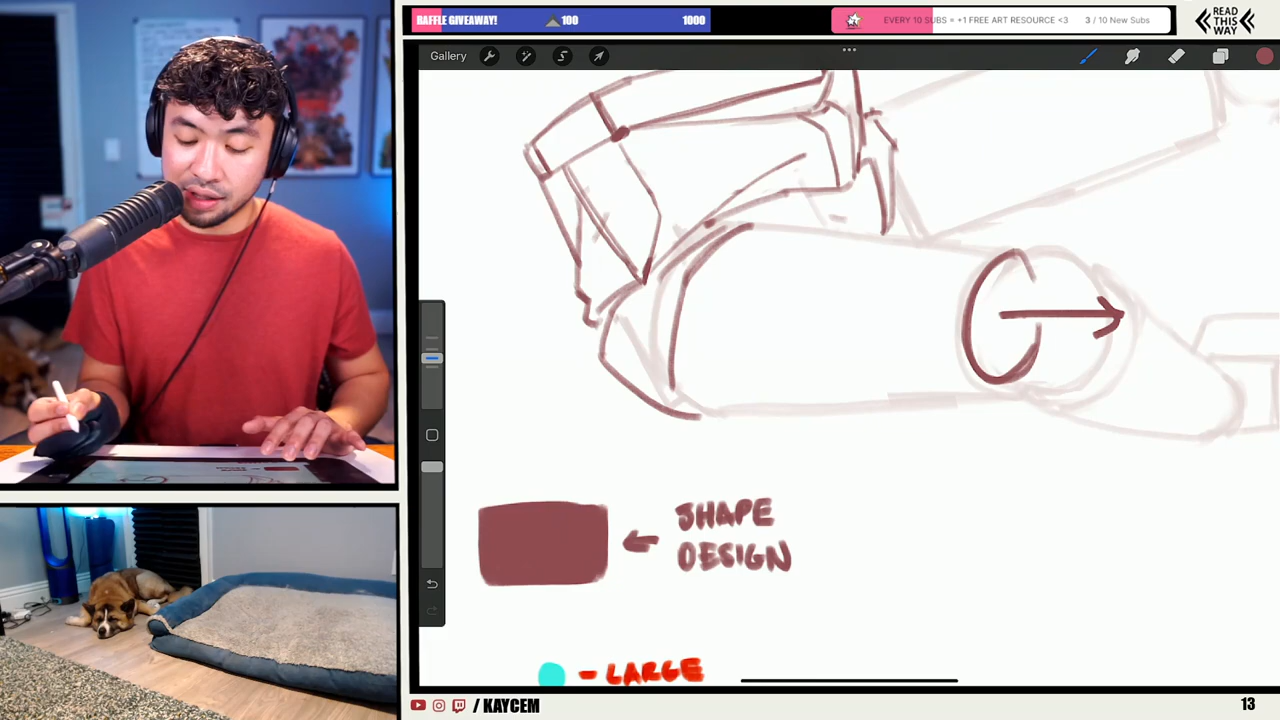 RAFFLE GIVEAWAY! 100 1000
EVERY 10 SUBS = +1 FREE ART RESOURCE <3 3 / 10 New Subs
READ
THIS
WAY
Gallery
SHAPE
DESIGN
- LARGE
/ KAYCEM
13